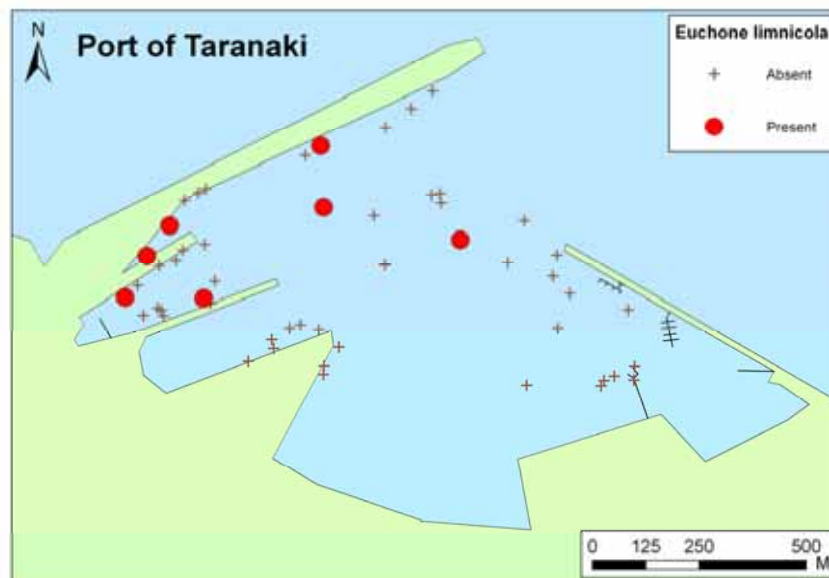 N
Port of Taranaki
Euchone limnicola
Absent
Present
0 125 250 500
M